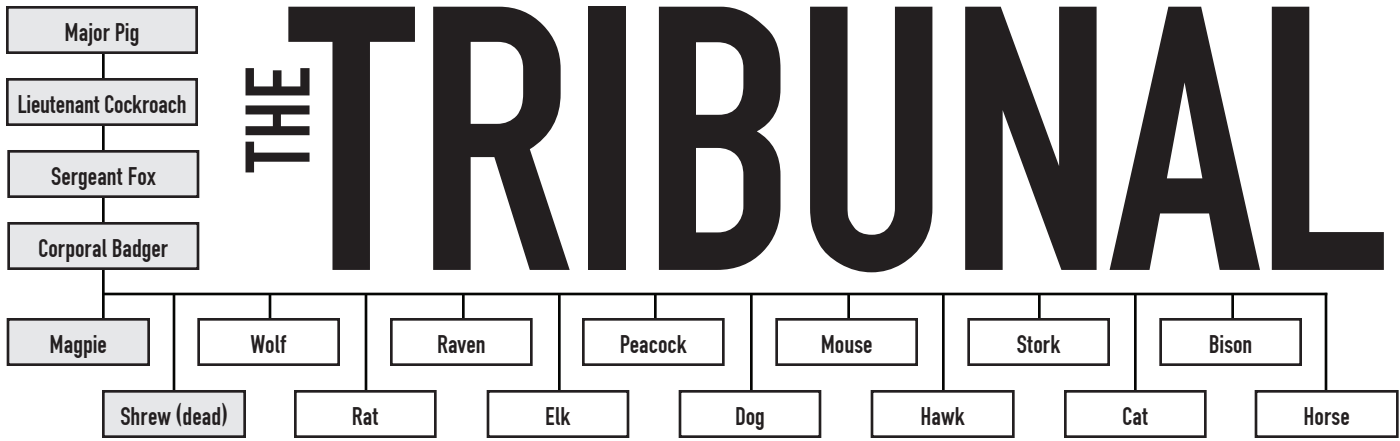 Major Pig
Lieutenant Cockroach
Sergeant Fox
Corporal Badger
THE TRIBUNAL
Magpie
Wolf
Raven
Peacock
Mouse
Stork
Bison
Shrew (dead)
Rat
Elk
Dog
Hawk
Cat
Horse